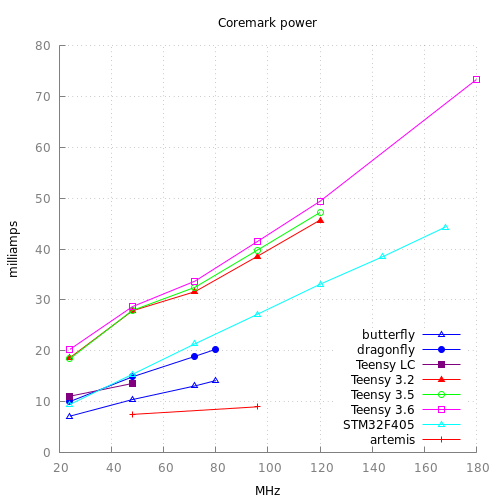 Coremark power
80
70
60
50
40
30
20
10
0
milliamps
butterfly
dragonfly
Teensy LC
Teensy 3.2
Teensy 3.5
Teensy 3.6
STM32F405
artemis
20 40 60 80 100 120 140 160 180
MHz